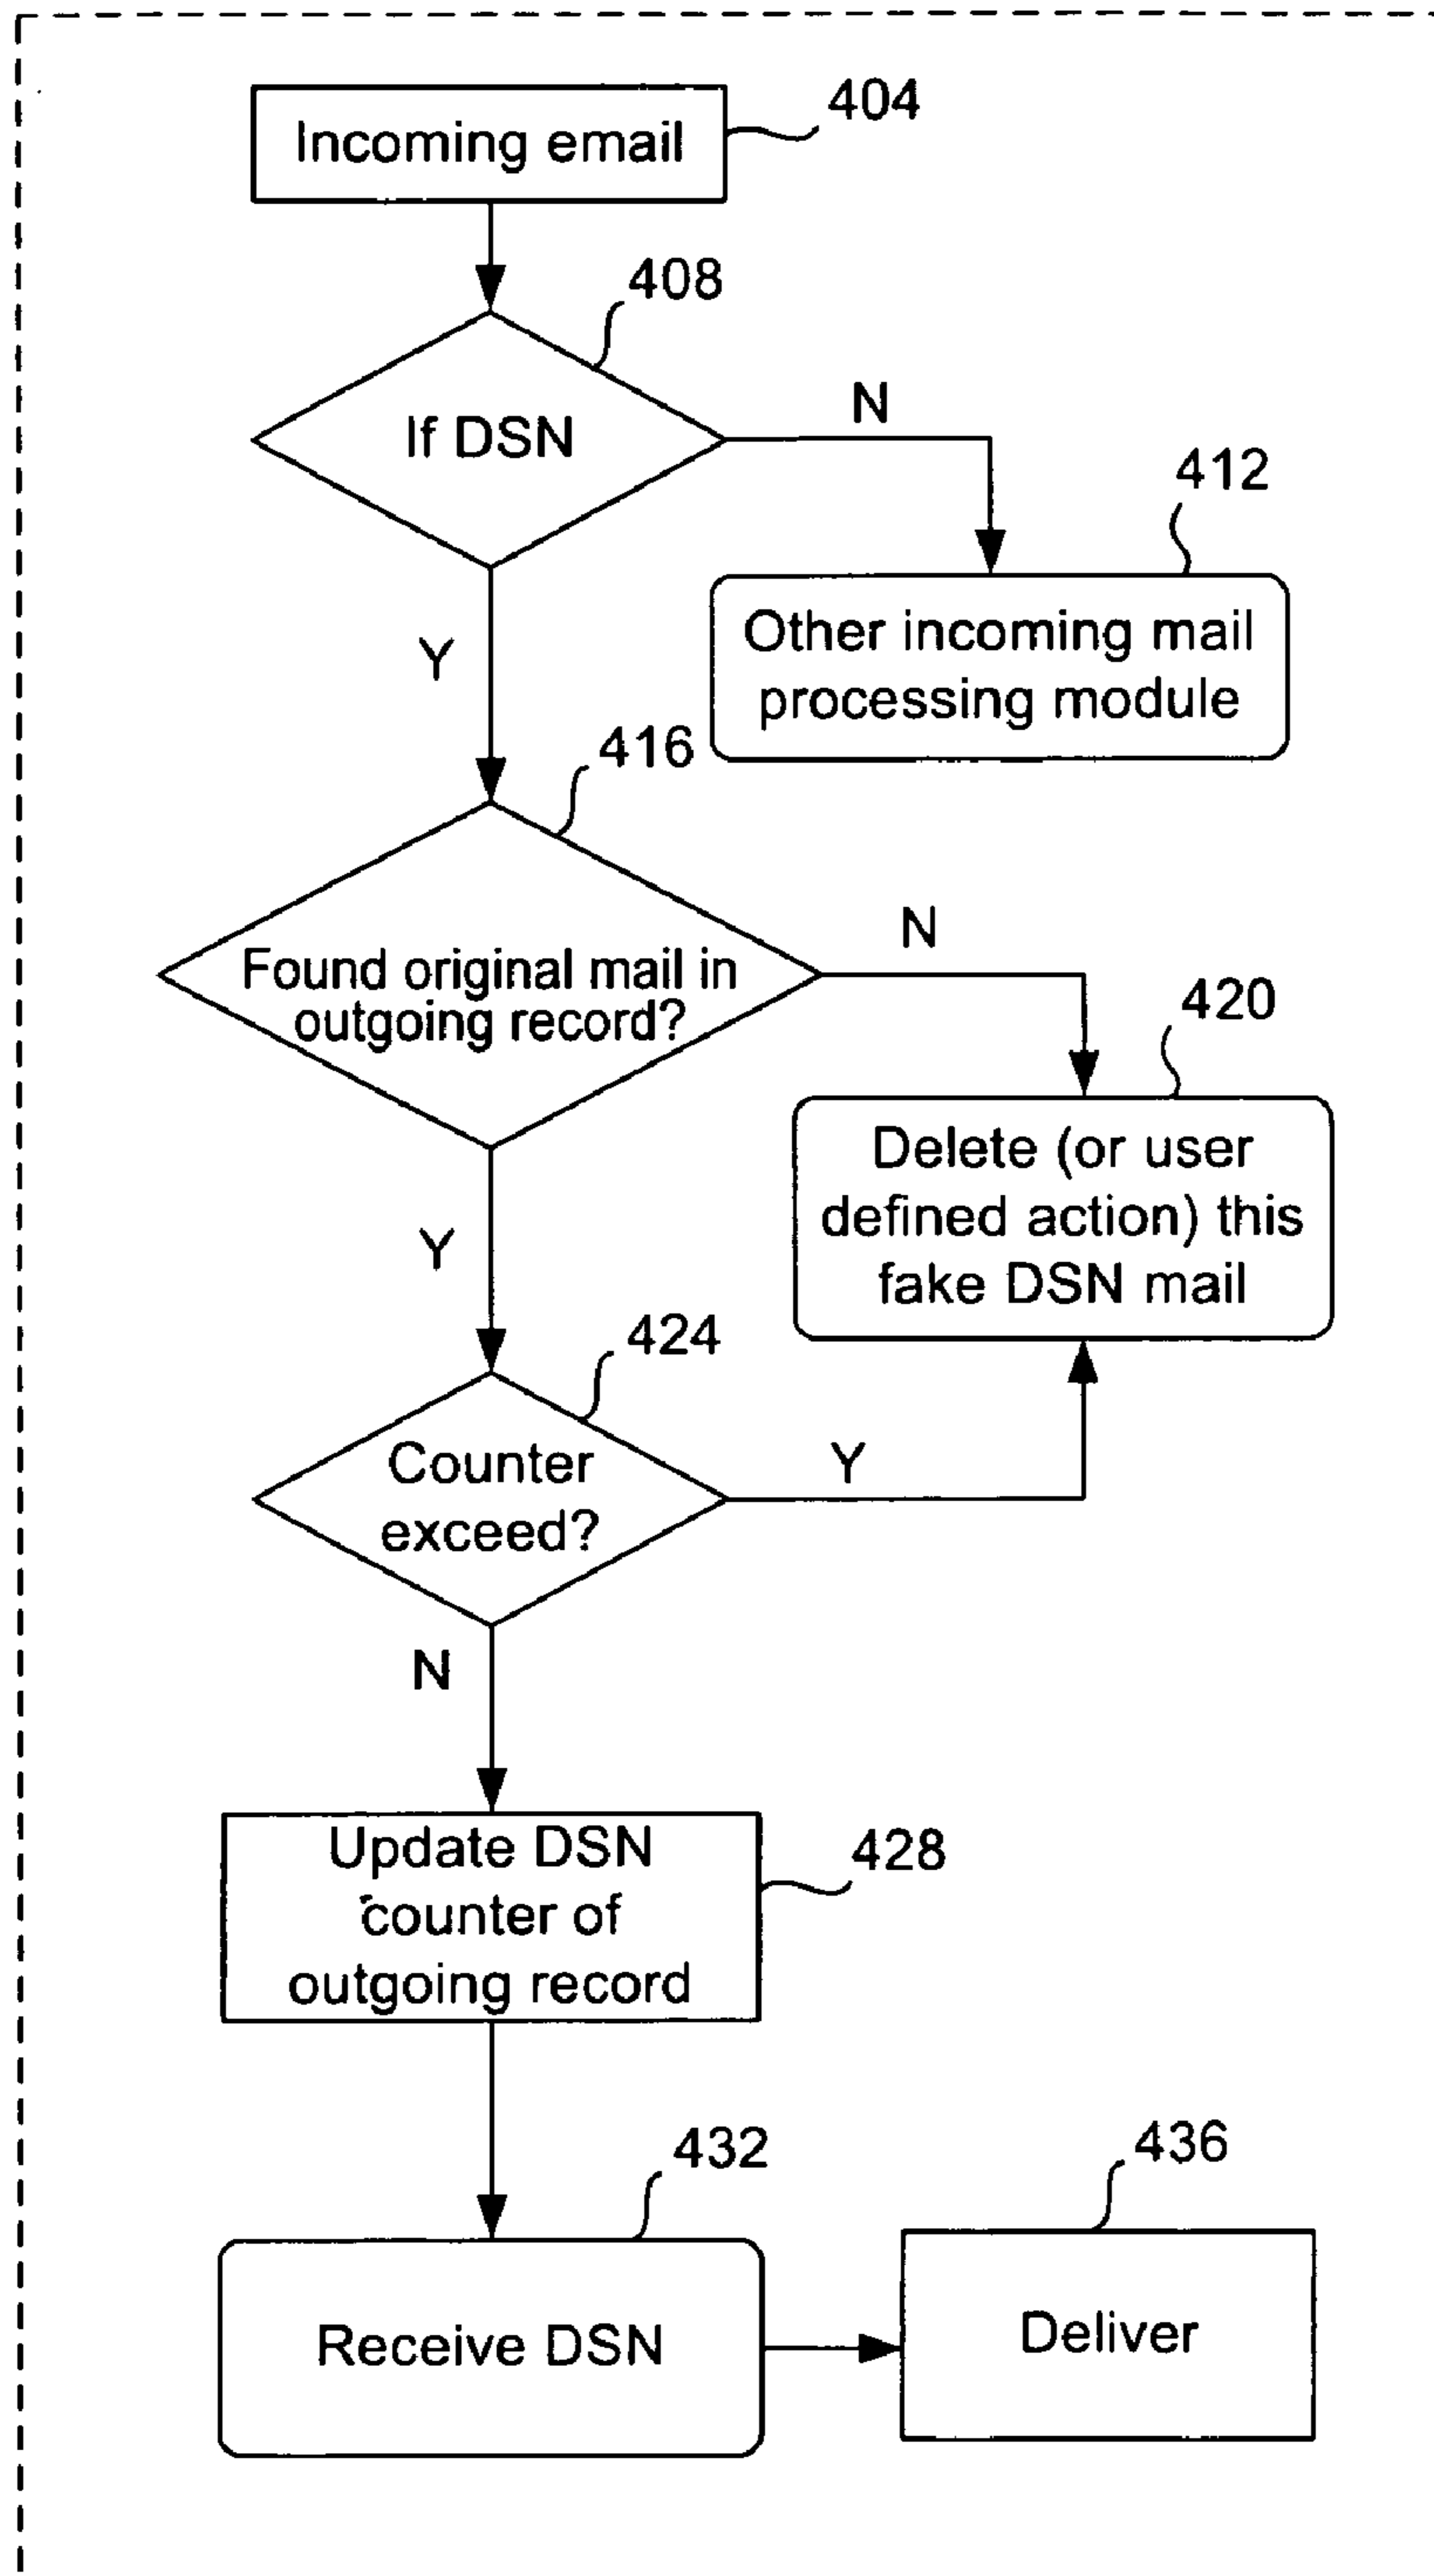 Incoming email
404
408
If DSN
N
412
Other incoming mail
processing module
Y
416
Found original mail in
outgoing record?
N
420
Delete (or user
defined action) this
fake DSN mail
Y
424
Counter
exceed?
Y
N
Update DSN
counter of
outgoing record
428
432
Receive DSN
436
Deliver